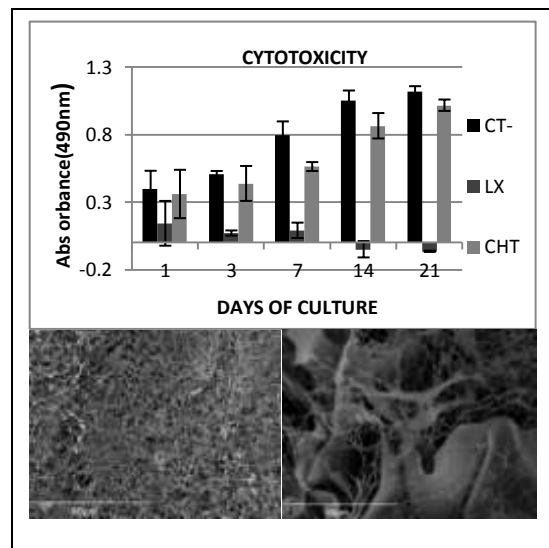 CYTOTOXICITY
Abs orbance(490nm)
1.3
0.8
0.3
-0.2
1 3 7 14 21
DAYS OF CULTURE
CT-
LX
CHT